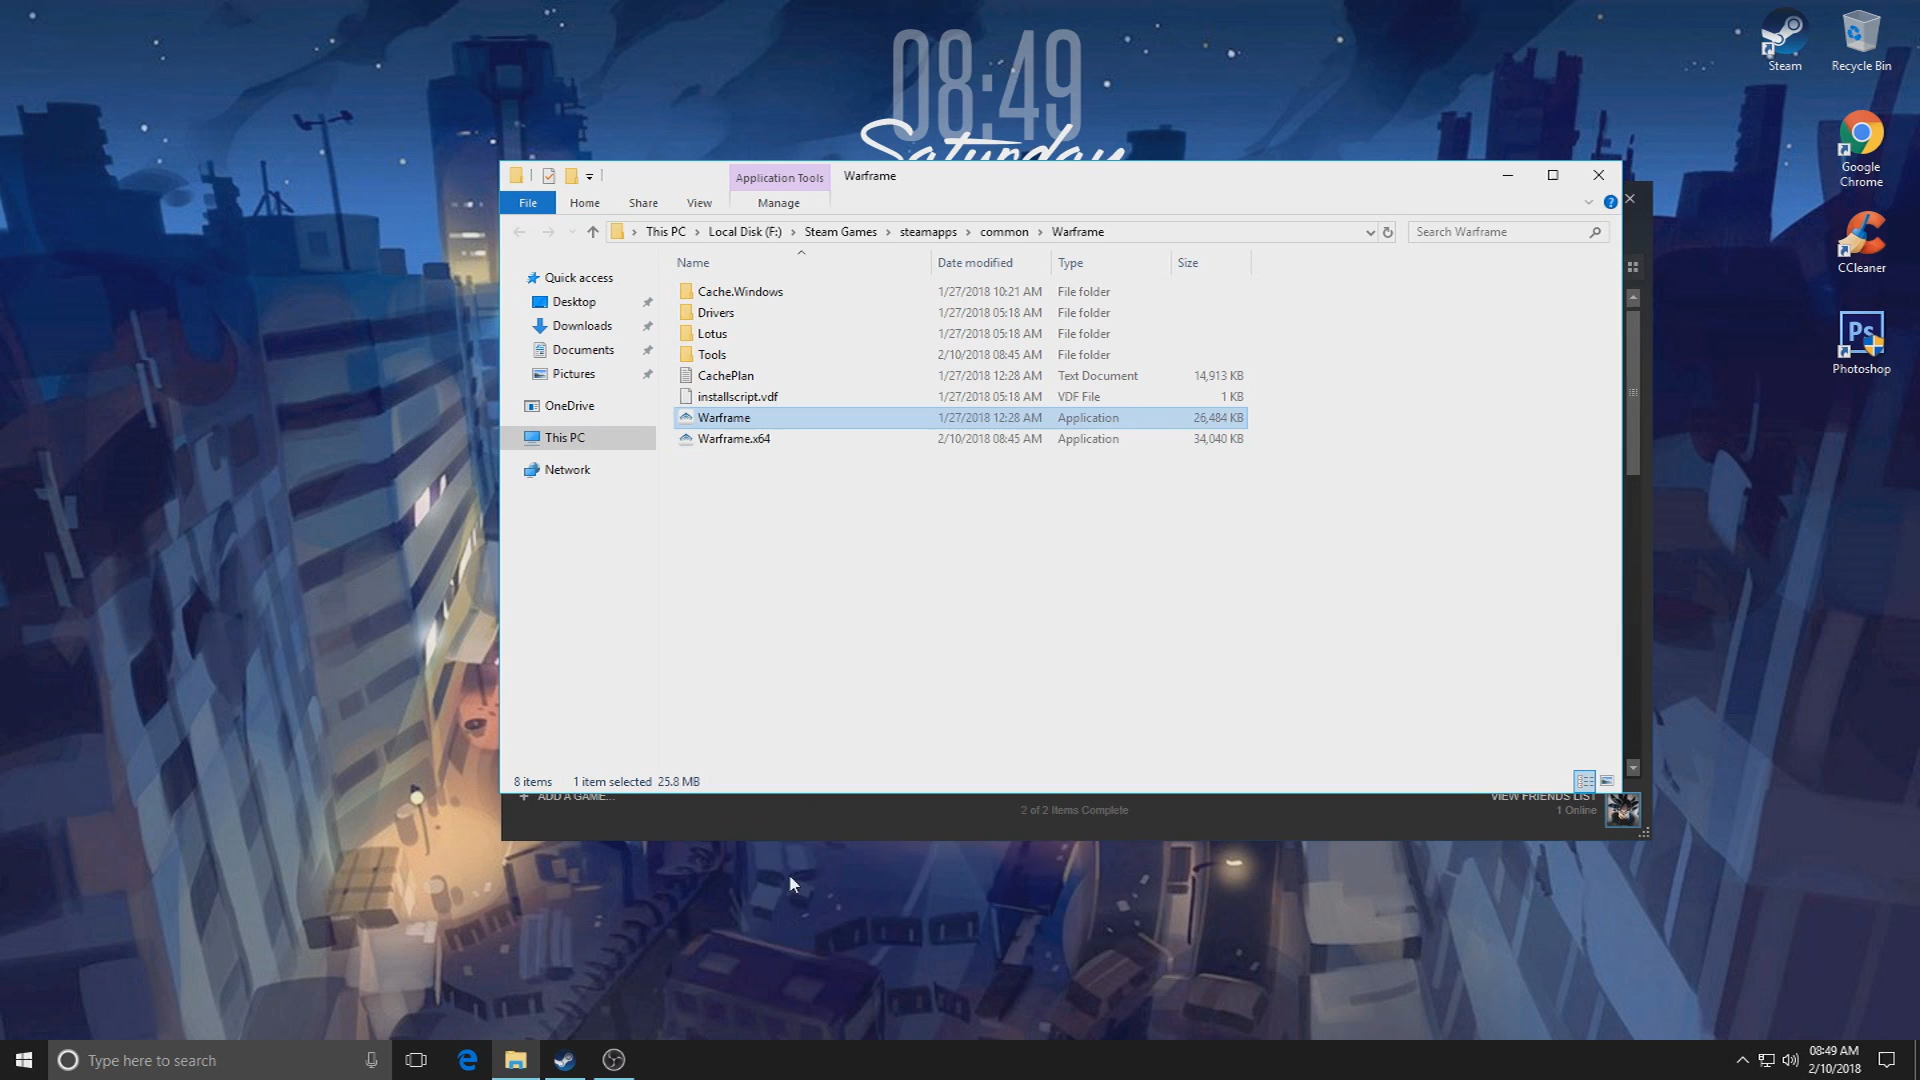 08:49
Saturday
Steam
Recycle Bin
Google
Chrome
CCleaner
Ps
Photoshop
Application Tools
Warframe
File
Home
Share
View
Manage
This PC
Local Disk (F:)
Steam Games
steamapps
common
Warframe
Search Warframe
Name
Date modified
Type
Size
Quick access
Desktop
Downloads
Documents
Pictures
OneDrive
This PC
Network
Cache.Windows 1/27/2018 10:21 AM File folder
Drivers 1/27/2018 05:18 AM File folder
Lotus 1/27/2018 05:18 AM File folder
Tools 2/10/2018 08:45 AM File folder
CachePlan 1/27/2018 12:28 AM Text Document 14,913 KB
installscript.vdf 1/27/2018 05:18 AM VDF File 1 KB
Warframe 1/27/2018 12:28 AM Application 26,484 KB
Warframe.x64 2/10/2018 08:45 AM Application 34,040 KB
8 items 1 item selected 25.8 MB
ADD A GAME...
2 of 2 Items Complete
VIEW FRIENDS LIST
1 Online
Type here to search
08:49 AM
2/10/2018